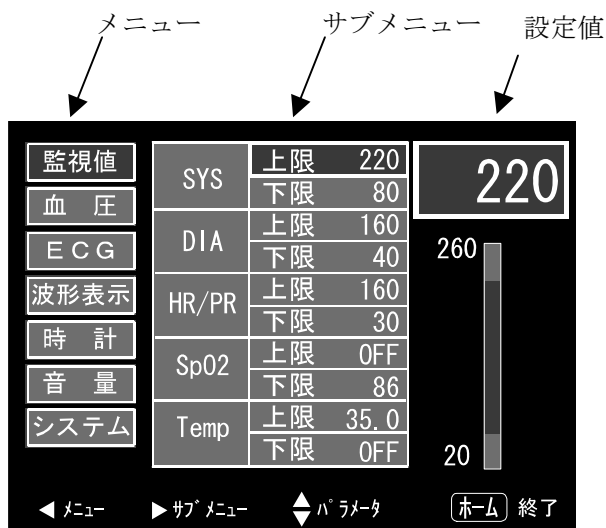 メニュー サブメニュー 設定値
監視値 SYS 上限 220 220
下限 80
血 圧
DIA 上限 160
ECG 下限 40 260
波形表示 HR/PR 上限 160
下限 30
時 計
SpO2 上限 OFF
音 量 下限 86
システム Temp 上限 35.0
下限 OFF 20
◀ メニュー ▶ サブメニュー ◆ パラメータ ホーム 終了